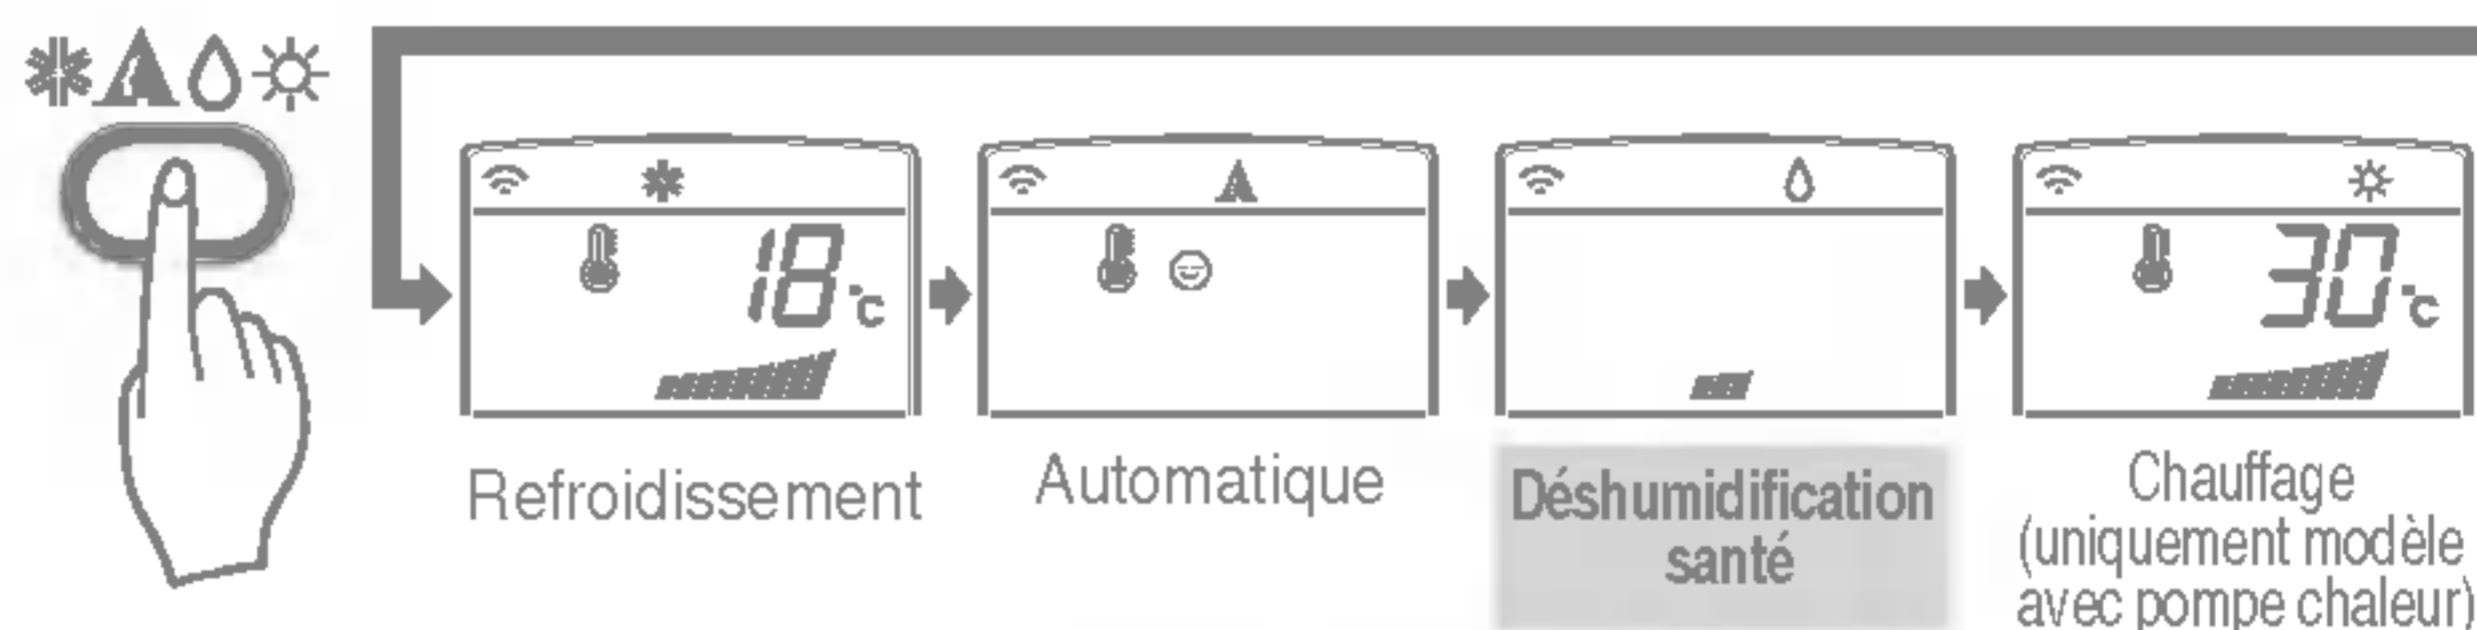 18°C
30°C
Refroidissement
Automatique
Déshumidification
santé
Chauffage
(uniquement modèle
avec pompe chaleur)